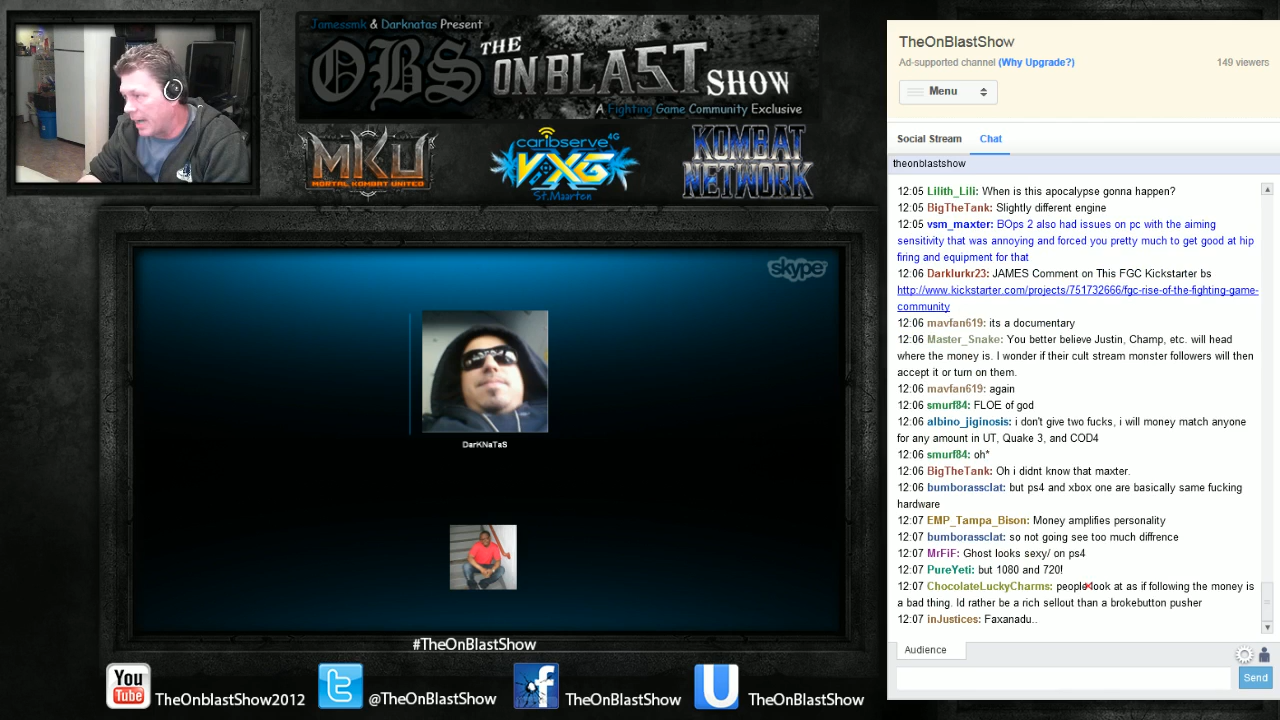 Jamessmk & Darknatas Present
OBS THE ON BLAST SHOW
A Fighting Game Community Exclusive
MKU
MORTAL KOMBAT UNITED
caribserve 4G
VXG
St.Maarten
KOMBAT
NETWORK
skype
DarKNaTaS
#TheOnBlastShow
You Tube TheOnblastShow2012
t @TheOnBlastShow
f TheOnBlastShow
U TheOnBlastShow
TheOnBlastShow
Ad-supported channel (Why Upgrade?) 149 viewers
Menu
Social Stream Chat
theonblastshow
12:05 Lilith_Lili: When is this apocalypse gonna happen?
12:05 BigTheTank: Slightly different engine
12:05 vsm_maxter: BOps 2 also had issues on pc with the aiming
sensitivity that was annoying and forced you pretty much to get good at hip
firing and equipment for that
12:06 Darklurkr23: JAMES Comment on This FGC Kickstarter bs
http://www.kickstarter.com/projects/751732666/fgc-rise-of-the-fighting-game-
community
12:06 mavfan619: its a documentary
12:06 Master_Snake: You better believe Justin, Champ, etc. will head
where the money is. I wonder if their cult stream monster followers will then
accept it or turn on them.
12:06 mavfan619: again
12:06 smurf84: FLOE of god
12:06 albino_jiginosis: i don't give two fucks, i will money match anyone
for any amount in UT, Quake 3, and COD4
12:06 smurf84: oh*
12:06 BigTheTank: Oh i didnt know that maxter.
12:06 bumborassclat: but ps4 and xbox one are basically same fucking
hardware
12:07 EMP_Tampa_Bison: Money amplifies personality
12:07 bumborassclat: so not going see too much diffrence
12:07 MrFiF: Ghost looks sexy/ on ps4
12:07 PureYeti: but 1080 and 720!
12:07 ChocolateLuckyCharms: people look at as if following the money is
a bad thing. Id rather be a rich sellout than a brokebutton pusher
12:07 inJustices: Faxanadu..
Audience
Send